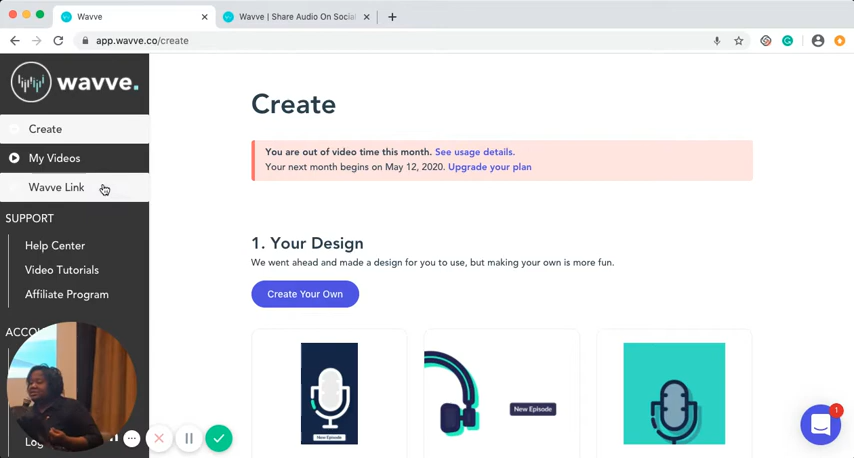 Wavve
Wavve | Share Audio On Social
app.wavve.co/create
wavve.
Create
My Videos
Wavve Link
SUPPORT
Help Center
Video Tutorials
Affiliate Program
Create
You are out of video time this month. See usage details.
Your next month begins on May 12, 2020. Upgrade your plan
1. Your Design
We went ahead and made a design for you to use, but making your own is more fun.
Create Your Own
New Episode
New Episode
1